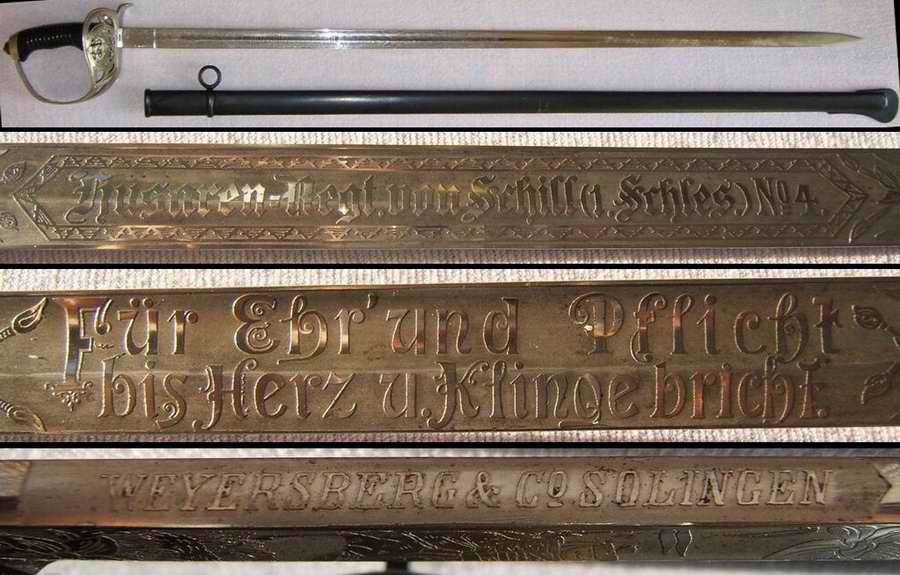 Husaren-Regt. von Schill (1. Schles) No 4.
Für Ehr' und Pflicht
bis Herz u. Klinge bricht.
WEYERSBERG & Co SOLINGEN